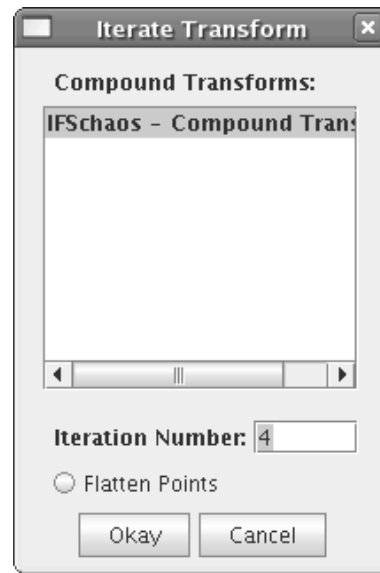 Iterate Transform
Compound Transforms:
IFSchaos - Compound Trans
Iteration Number: 4
Flatten Points
Okay Cancel